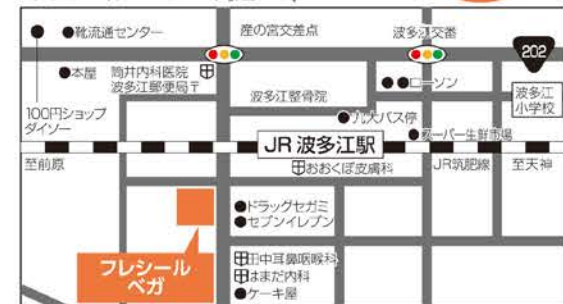 靴流通センター
産の宮交差点
波多江交番
202
本屋
筒井内科医院
波多江郵便局〒
ローソン
波多江整骨院
波多江
小学校
100円ショップ
ダイソー
九大バス停
スーパー生鮮市場
JR 波多江駅
至前原
おおくぼ皮膚科
JR筑肥線
至天神
ドラッグセガミ
セブンイレブン
フレシール
ベガ
田中耳鼻咽喉科
はまだ内科
ケーキ屋